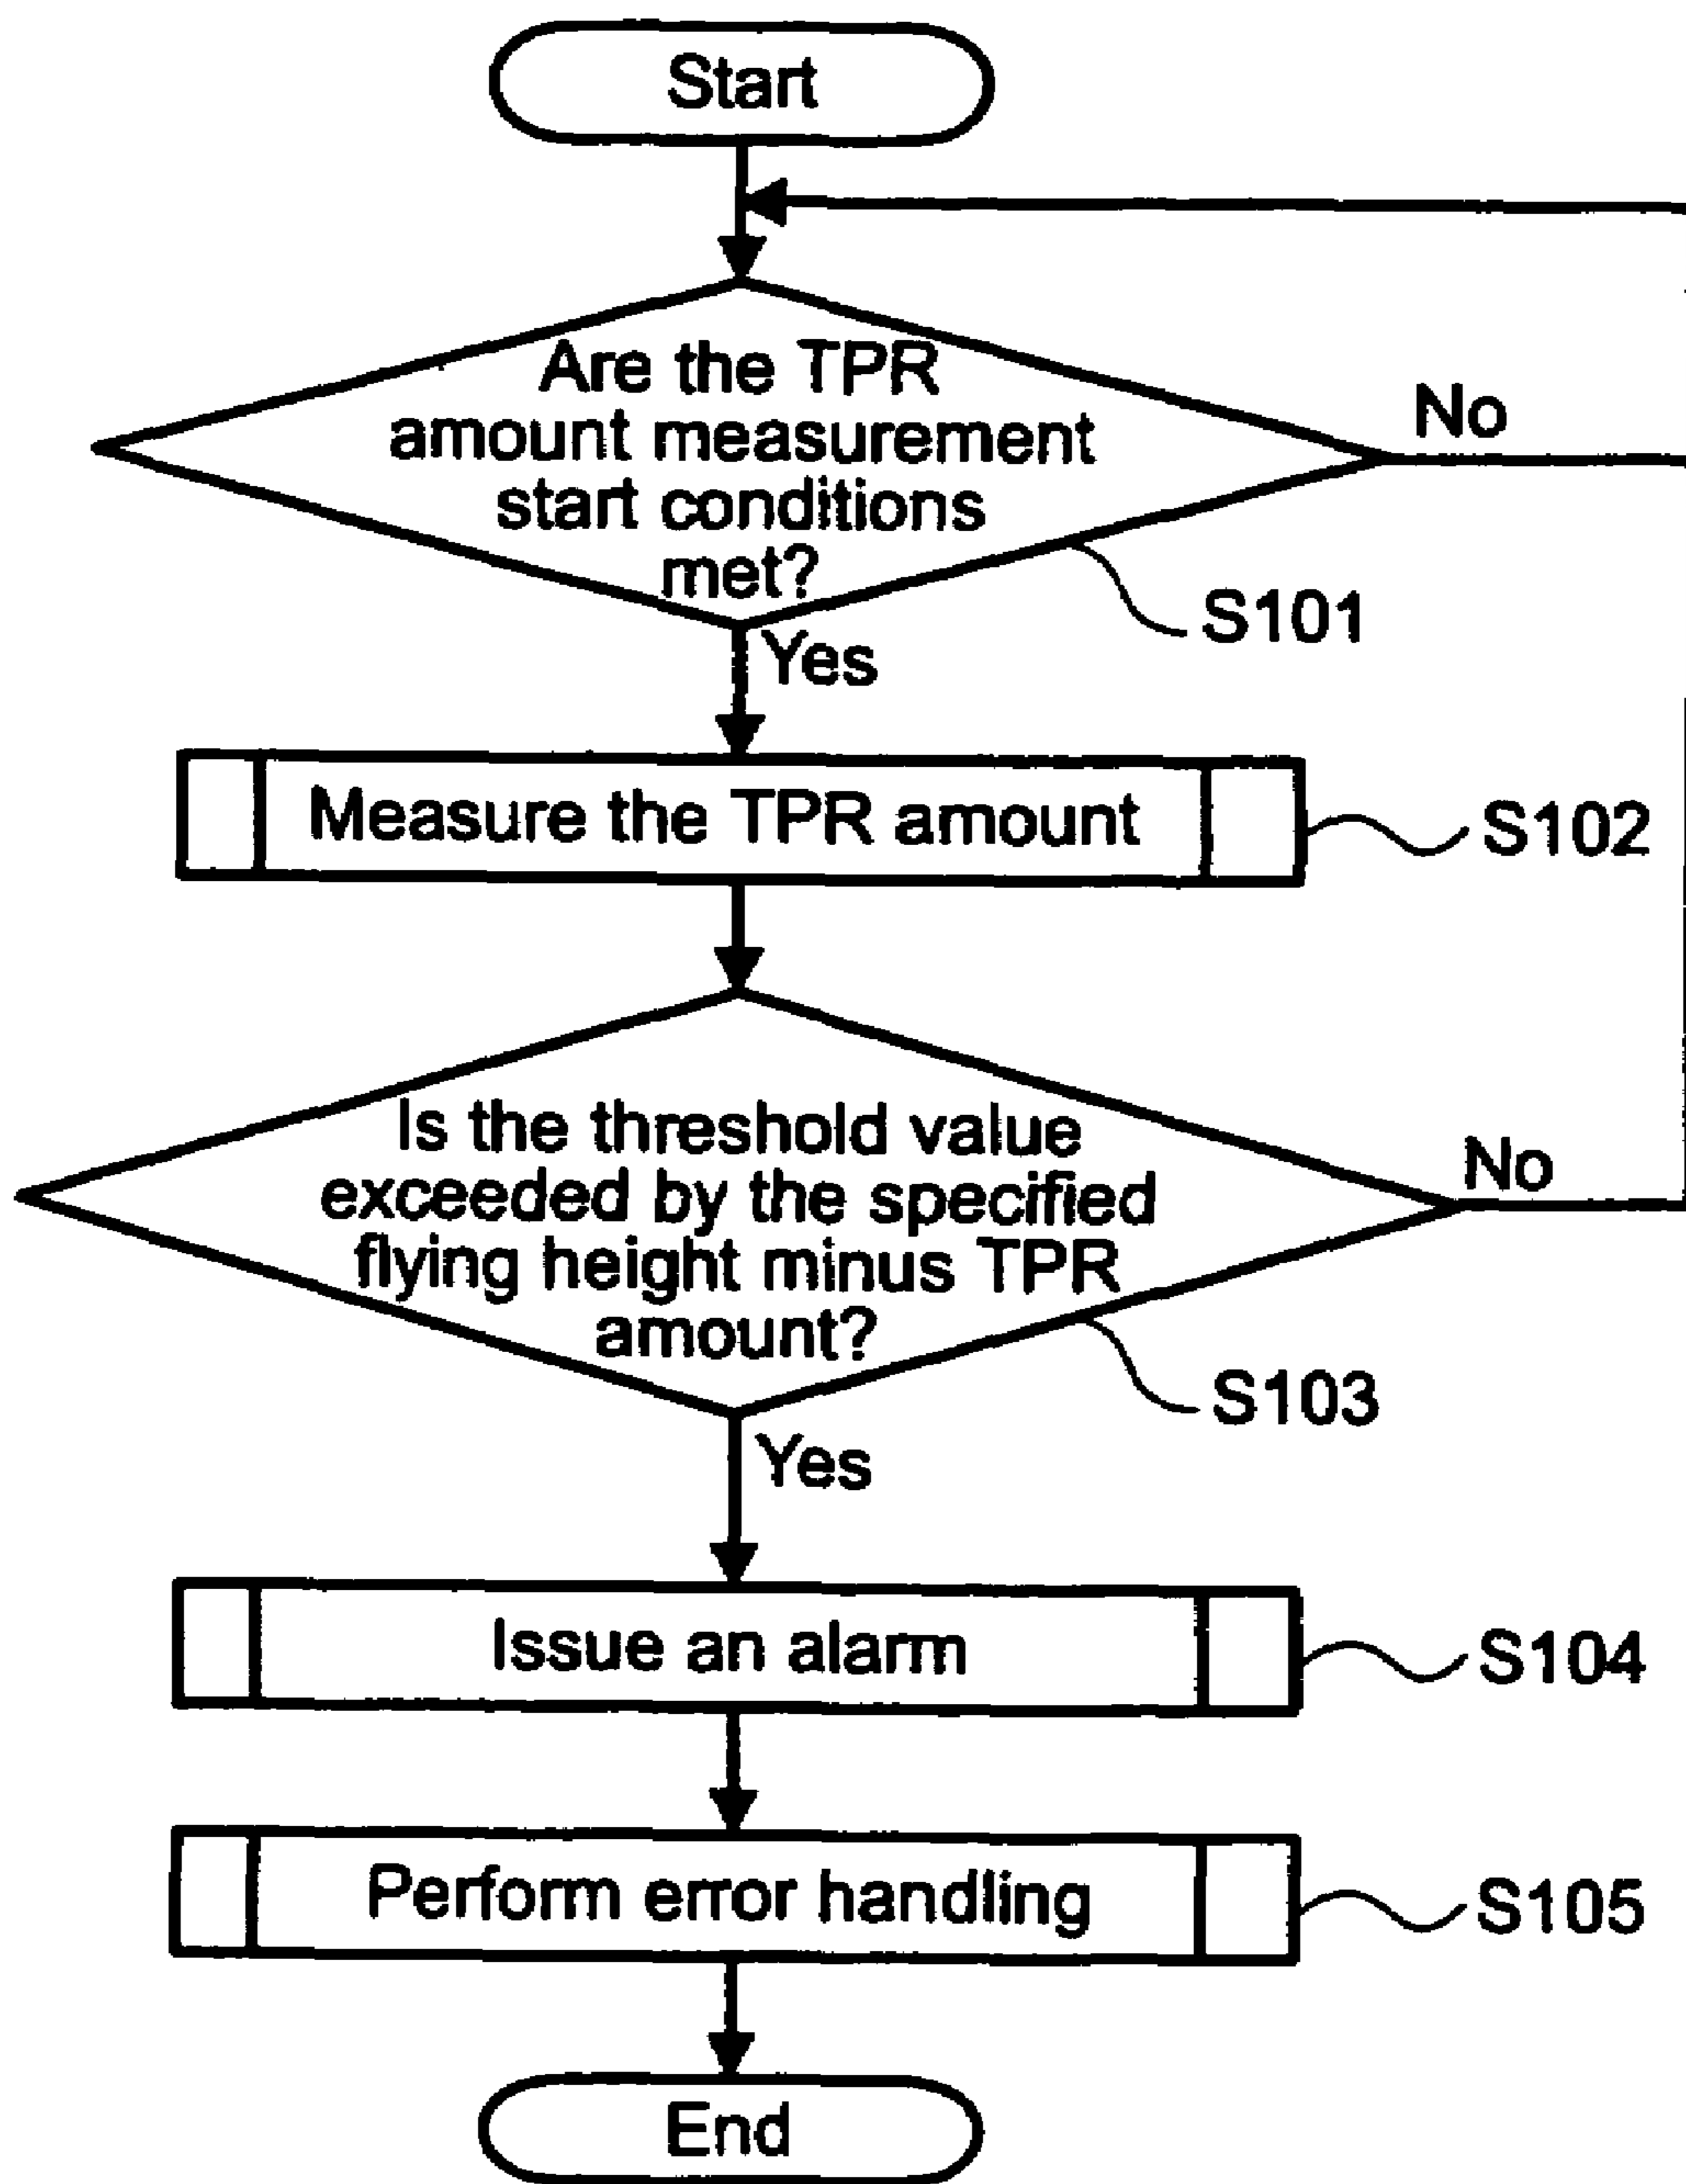 Start
Are the TPR
amount measurement
start conditions
met?
No
S101
Yes
Measure the TPR amount
S102
Is the threshold value
exceeded by the specified
flying height minus TPR
amount?
No
S103
Yes
Issue an alarm
S104
Perform error handling
S105
End